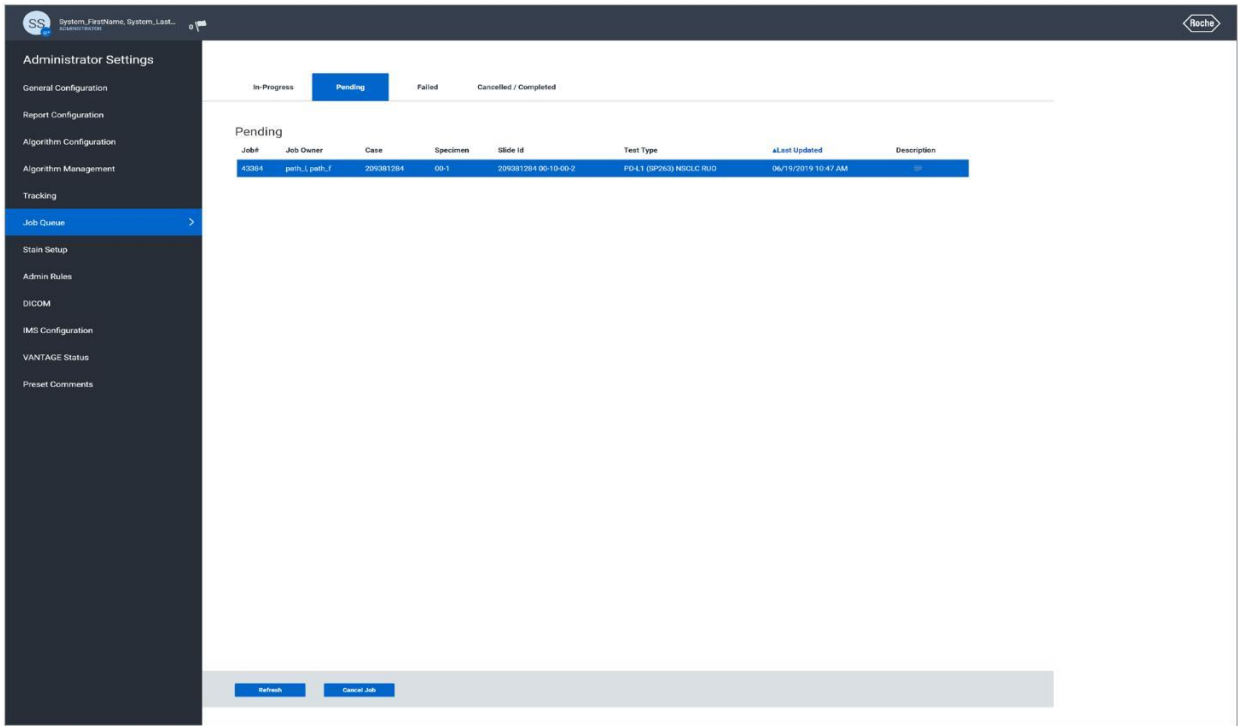 SS
System_FirstName, System_Last...
ADMINISTRATOR
0
Roche
Administrator Settings
General Configuration
Report Configuration
Algorithm Configuration
Algorithm Management
Tracking
Job Queue
Stain Setup
Admin Rules
DICOM
IMS Configuration
VANTAGE Status
Preset Comments
In-Progress Pending Failed Cancelled / Completed
Pending
Job# Job Owner Case Specimen Slide Id Test Type ▲Last Updated Description
43384 path_l, path_f 209381284 00-1 209381284 00-10-00-2 PD-L1 (SP263) NSCLC RUO 06/19/2019 10:47 AM
Refresh Cancel Job